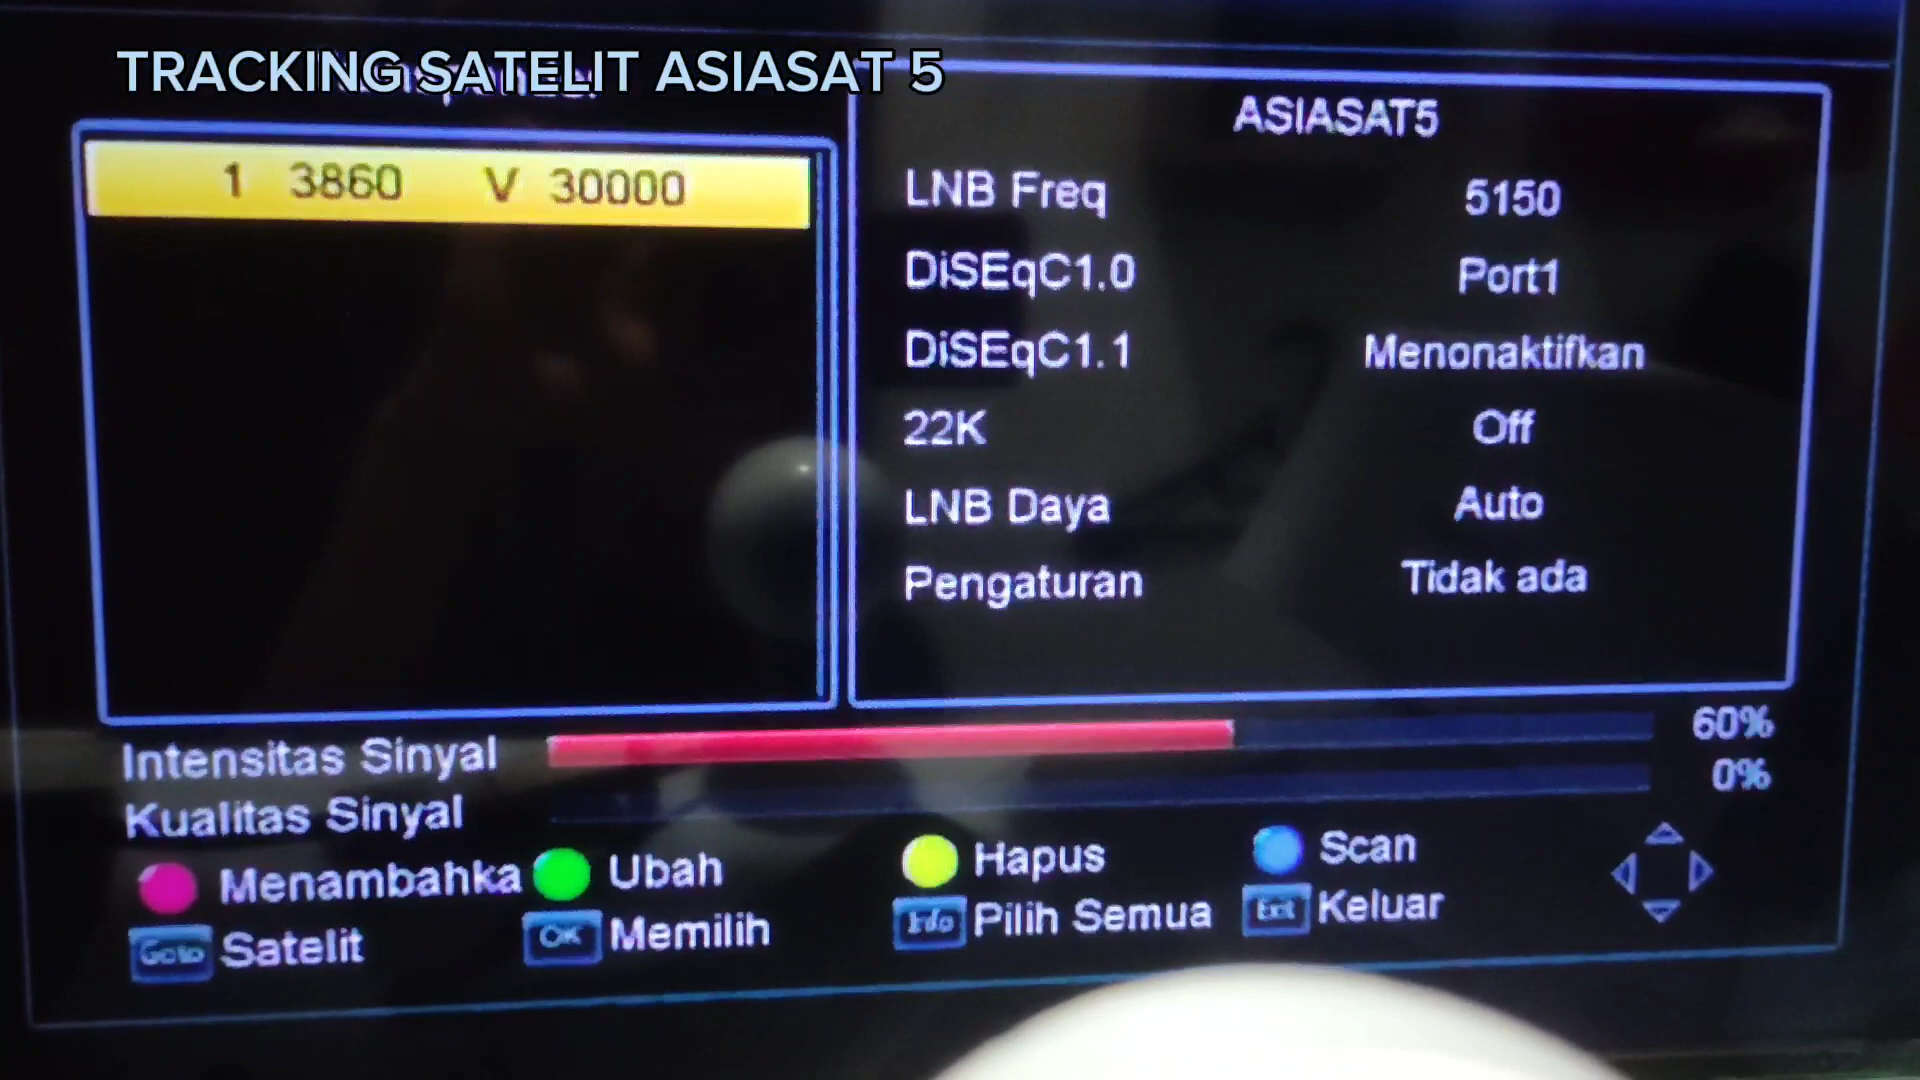 TRACKING SATELIT ASIASAT 5
ASIASAT5
1 3860 V 30000
LNB Freq 5150
DiSEqC1.0 Port1
DiSEqC1.1 Menonaktifkan
22K Off
LNB Daya Auto
Pengaturan Tidak ada
Intensitas Sinyal 60%
Kualitas Sinyal 0%
Menambahka Ubah Hapus Scan
Goto Satelit OK Memilih Info Pilih Semua Exit Keluar